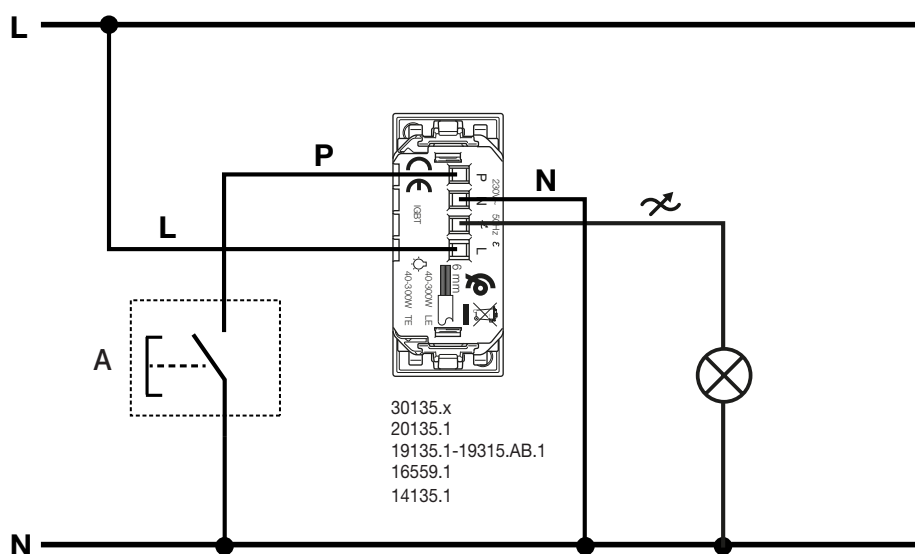 L
P
N
L
CE
P
N
L
230V~ 50Hz
IGBT
6 mm
40-300W LE
40-300W TE
A
30135.x
20135.1
19135.1-19315.AB.1
16559.1
14135.1
N